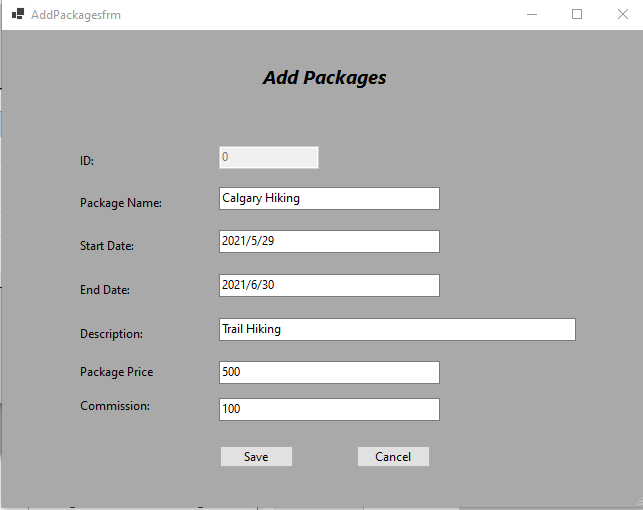 AddPackagesfrm
Add Packages
ID: 0
Package Name: Calgary Hiking
Start Date: 2021/5/29
End Date: 2021/6/30
Description: Trail Hiking
Package Price 500
Commission: 100
Save Cancel